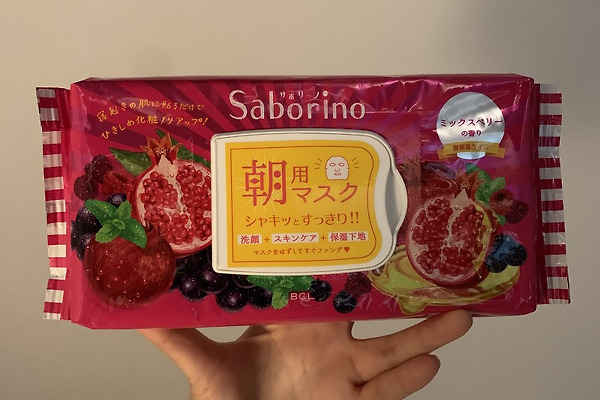 寝起きの肌に貼るだけで
ひきしめ化粧ノリアップ!
サボリーノ
Saborino
ミックスベリー
の香り
朝用マスク
シャキッとすっきり!!
洗顔+スキンケア+保湿下地
マスクをはずしてすぐファンデ♥
BCL